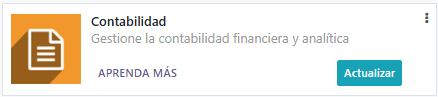 Contabilidad
Gestione la contabilidad financiera y analítica
APRENDA MÁS
Actualizar